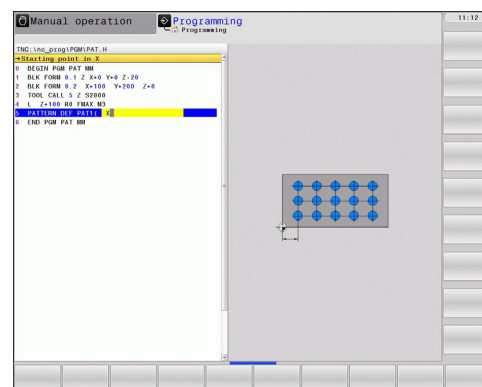 Manual operation
Programming
Programming
11:12
TNC:\nc_prog\PGM\PAT.H
→Starting point in X
0 BEGIN PGM PAT MM
1 BLK FORM 0.1 Z X+0 Y+0 Z-20
2 BLK FORM 0.2 X+100 Y+200 Z+0
3 TOOL CALL 5 Z S2000
4 L Z+100 R0 FMAX M3
5 PATTERN DEF PAT1( X
6 END PGM PAT MM